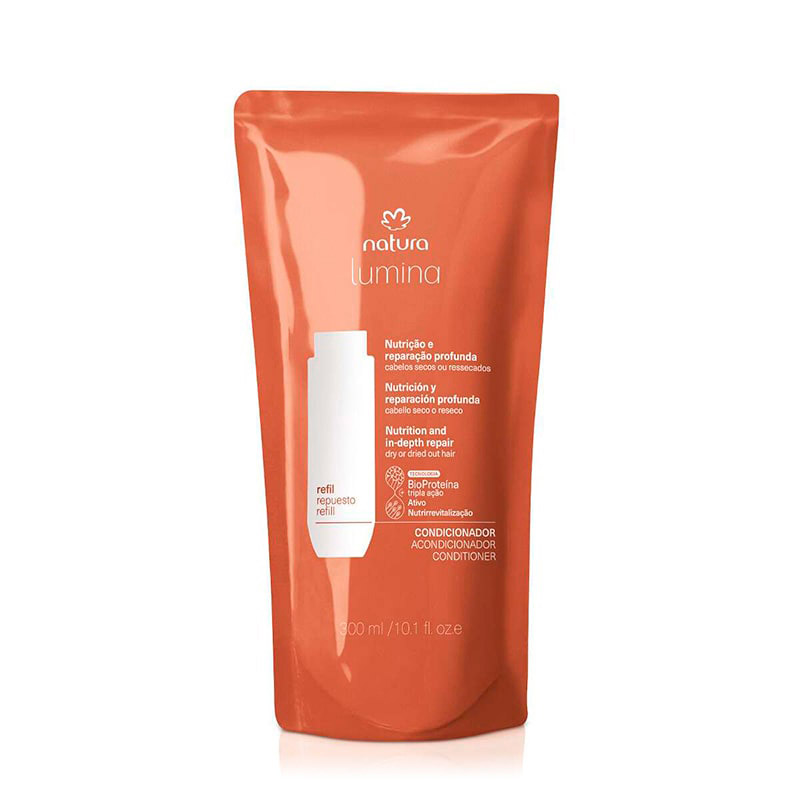 natura
lumina
Nutrição e
reparação profunda
cabelos secos ou ressecados
Nutrición y
reparación profunda
cabello seco o reseco
Nutrition and
in-depth repair
dry or dried out hair
TECNOLOGIA
BioProteína
tripla ação
Ativo
Nutrirrevitalização
refil
repuesto
refill
CONDICIONADOR
ACONDICIONADOR
CONDITIONER
300 ml /10.1 fl. oz.e